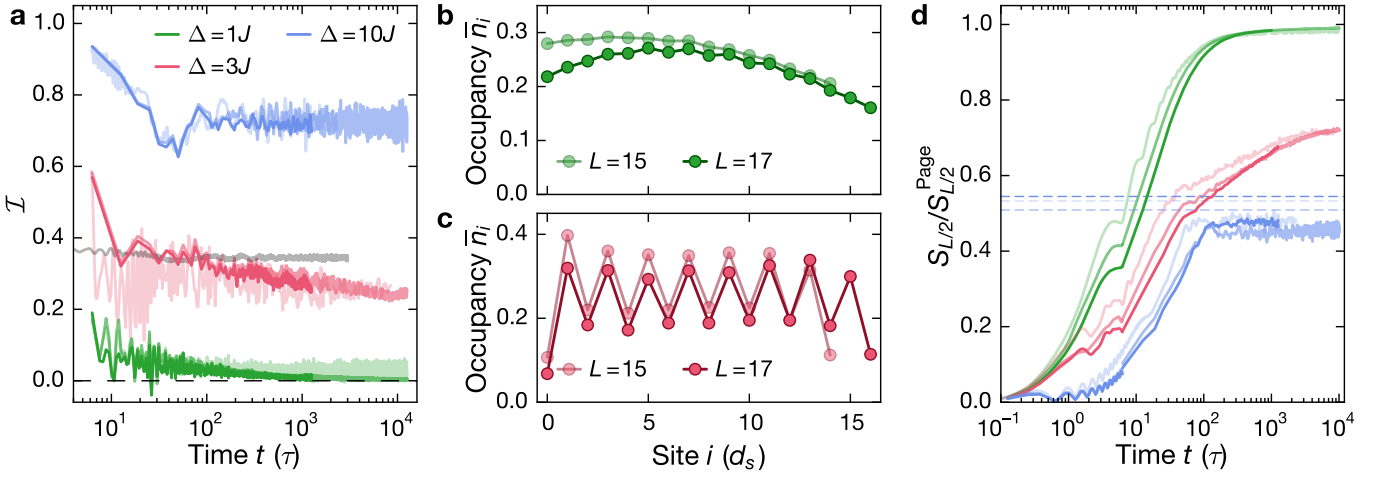 a
1.0
0.8
0.6
0.4
0.2
0.0
ℐ
Δ = 1J
Δ = 3J
Δ = 10J
10¹
10²
10³
10⁴
Time t (τ)
b
Occupancy n̅ᵢ
0.3
0.2
0.1
0.0
L = 15
L = 17
c
Occupancy n̅ᵢ
0.4
0.2
0.0
L = 15
L = 17
0
5
10
15
Site i (dₛ)
d
S_{L/2}/S_{L/2}^{Page}
1.0
0.8
0.6
0.4
0.2
0.0
10⁻¹
10⁰
10¹
10²
10³
10⁴
Time t (τ)